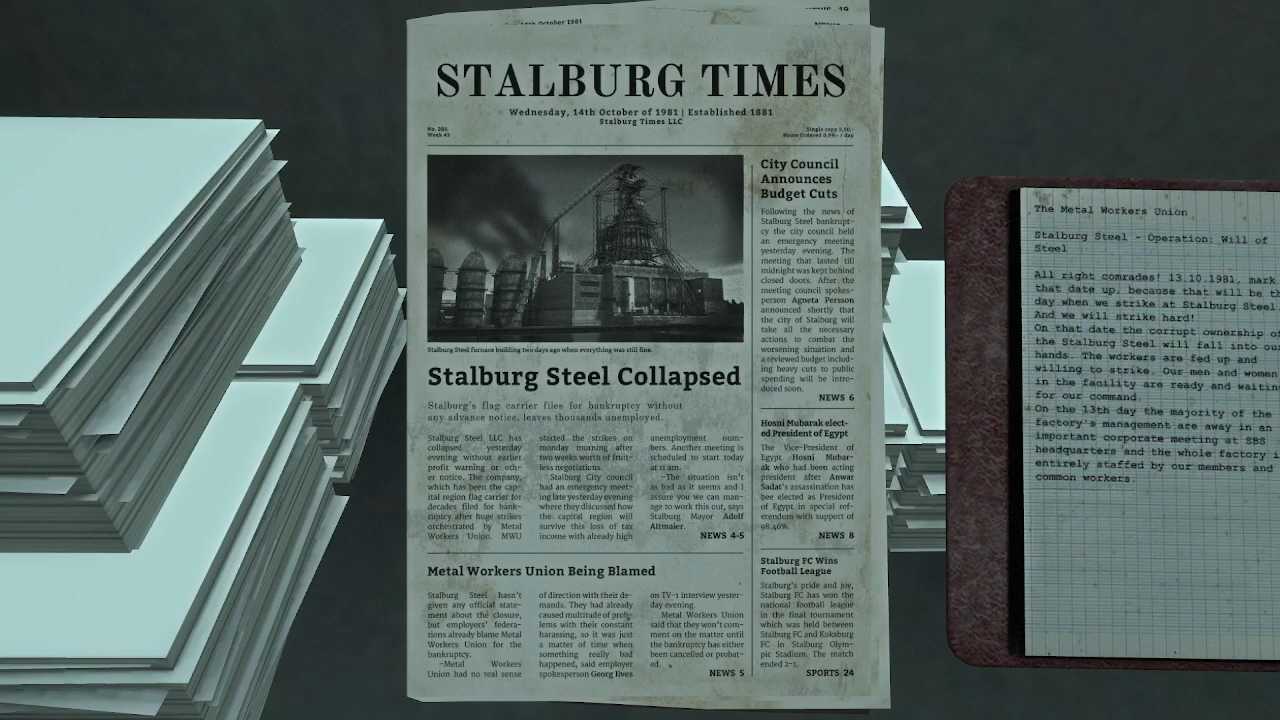 14th October 1981
STALBURG TIMES
Wednesday, 14th October of 1981 | Established 1881
Stalburg Times LLC
No. 286
Week 43
Single copy 3,50,-
Home Ordered 0,99,- / day
Stalburg Steel furnace building two days ago when everything was still fine.
Stalburg Steel Collapsed
Stalburg's flag carrier files for bankruptcy without
any advance notice, leaves thousands unemployed.
Stalburg Steel LLC has
collapsed yesterday
evening without earlier
profit warning or oth-
er notice. The company,
which has been the cap-
ital region flag carrier for
decades filed for bank-
ruptcy after huge strikes
orchestrated by Metal
Workers Union. MWU
started the strikes on
monday morning after
two weeks worth of fruit-
less negotiations.
Stalburg City council
had an emergency meet-
ing late yesterday evening
where they discussed how
the capital region will
survive this loss of tax
income with already high
unemployment num-
bers. Another meeting is
scheduled to start today
at 11 am.
-The situation isn't
as bad as it seems and I
assure you we can man-
age to work this out, says
Stalburg Mayor Adolf
Altmaier.
NEWS 4-5
Metal Workers Union Being Blamed
Stalburg Steel hasn't
given any official state-
ment about the closure,
but employers' federa-
tions already blame Metal
Workers Union for the
bankruptcy.
-Metal Workers
Union had no real sense
of direction with their de-
mands. They had already
caused multitude of prob-
lems with their constant
harassing, so it was just
a matter of time when
something really bad
happened, said employer
spokesperson Georg Ilves
on TV-1 interview yester-
day evening.
Metal Workers Union
said that they won't com-
ment on the matter until
the bankruptcy has either
been cancelled or probat-
ed.
NEWS 5
City Council
Announces
Budget Cuts
Following the news of
Stalburg Steel bankrupt-
cy the city council held
an emergency meeting
yesterday evening. The
meeting that lasted till
midnight was kept behind
closed doors. After the
meeting council spokes-
person Agneta Persson
announced shortly that
the city of Stalburg will
take all the necessary
actions to combat the
worsening situation and
a reviewed budget includ-
ing heavy cuts to public
spending will be intro-
duced soon.
NEWS 6
Hosni Mubarak elect-
ed President of Egypt
The Vice-President of
Egypt Hosni Mubar-
ak who had been acting
president after Anwar
Sadat's assassination has
bee elected as President
of Egypt in special ref-
erendum with support of
98.46%.
NEWS 8
Stalburg FC Wins
Football League
Stalburg's pride and joy,
Stalburg FC has won the
national football league
in the final tournament
which was held between
Stalburg FC and Koksburg
FC in Stalburg Olym-
pic Stadium. The match
ended 2-1.
SPORTS 24
The Metal Workers Union
Stalburg Steel - Operation: Will of
Steel
All right comrades! 13.10.1981, mark
that date up, because that will be the
day when we strike at Stalburg Steel.
And we will strike hard!
On that date the corrupt ownership of
the Stalburg Steel will fall into our
hands. The workers are fed up and
willing to strike. Our men and women
in the facility are ready and waiting
for our command.
On the 13th day the majority of the
factory's management are away in an
important corporate meeting at SBS
headquarters and the whole factory is
entirely staffed by our members and
common workers.